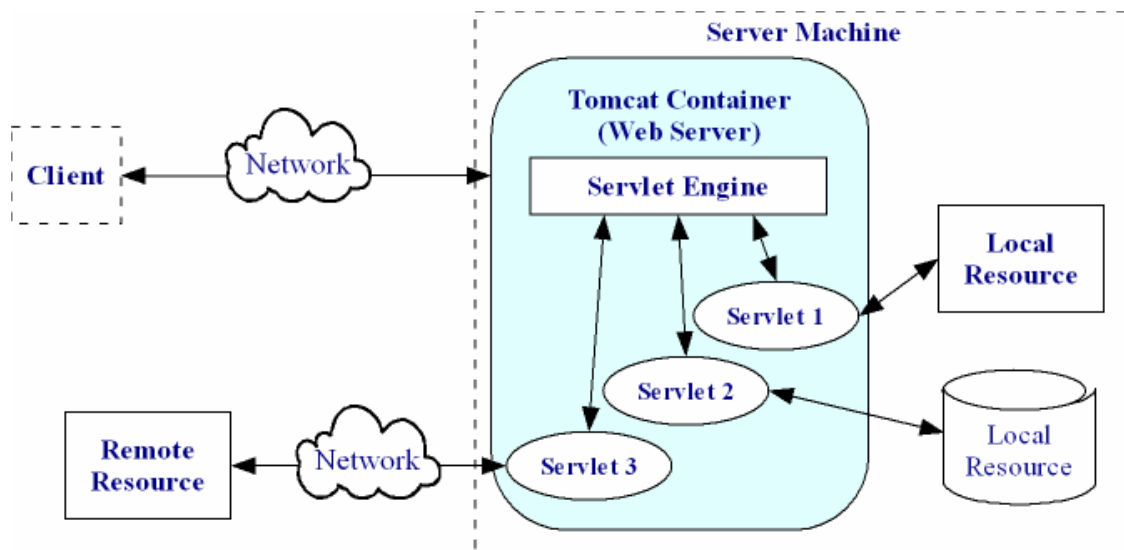 Server Machine
Tomcat Container
(Web Server)
Client
Network
Servlet Engine
Local
Resource
Servlet 1
Servlet 2
Local
Resource
Remote
Resource
Network
Servlet 3